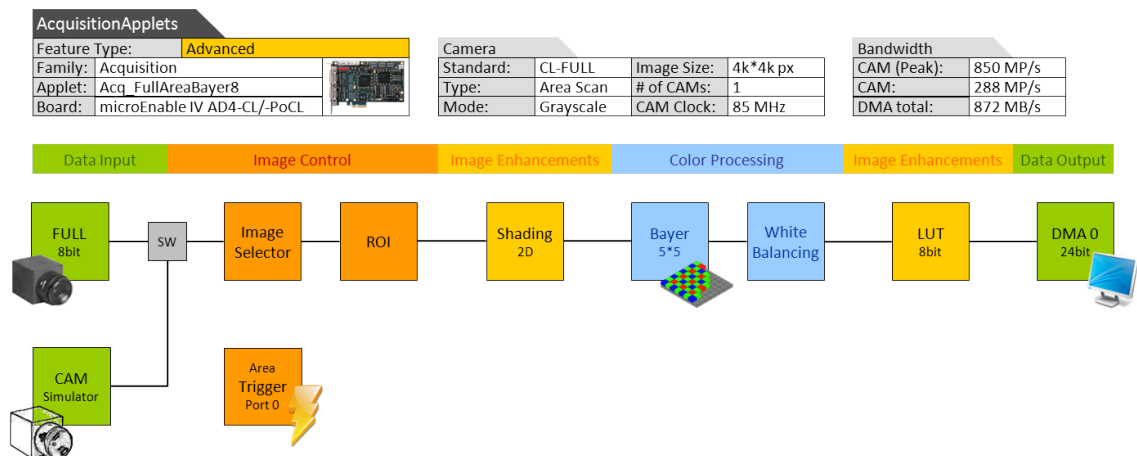 AcquisitionApplets
Feature Type: Advanced
Family: Acquisition
Applet: Acq_FullAreaBayer8
Board: microEnable IV AD4-CL/-PoCL
Camera
Standard: CL-FULL Image Size: 4k*4k px
Type: Area Scan # of CAMs: 1
Mode: Grayscale CAM Clock: 85 MHz
Bandwidth
CAM (Peak): 850 MP/s
CAM: 288 MP/s
DMA total: 872 MB/s
Data Input Image Control Image Enhancements Color Processing Image Enhancements Data Output
FULL
8bit
SW
Image
Selector
ROI
Shading
2D
Bayer
5*5
White
Balancing
LUT
8bit
DMA 0
24bit
CAM
Simulator
Area
Trigger
Port 0